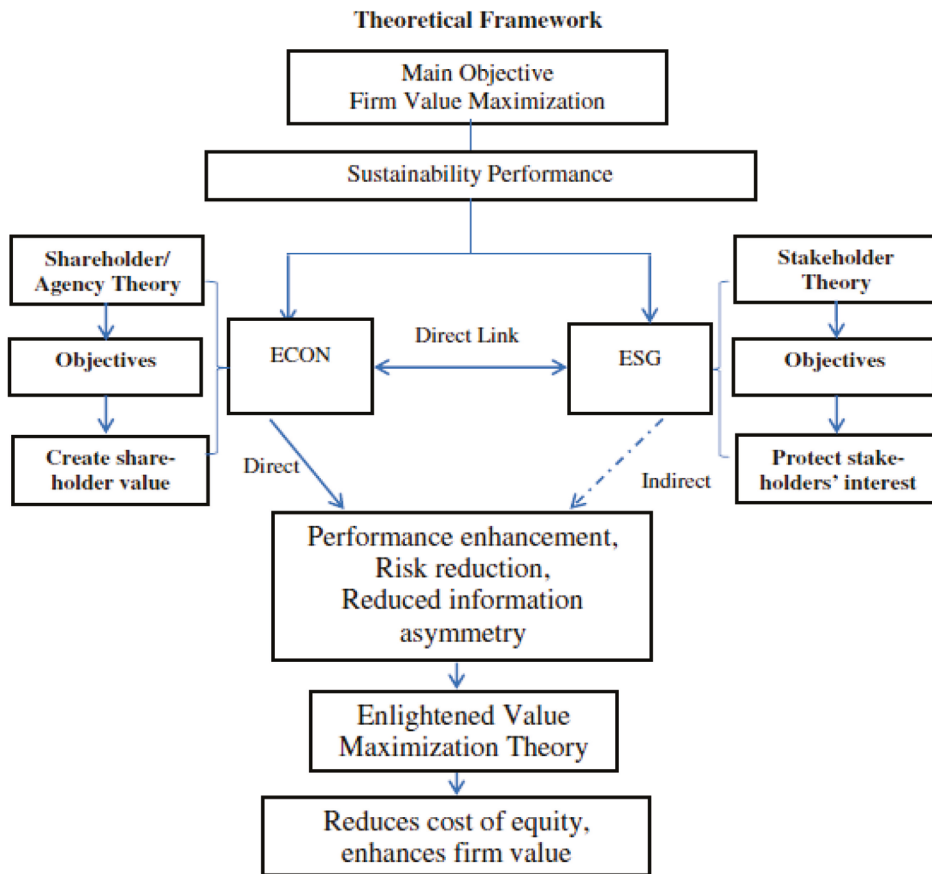 Theoretical Framework
Main Objective
Firm Value Maximization
Sustainability Performance
Shareholder/
Agency Theory
Objectives
Create share-
holder value
ECON
Direct Link
ESG
Stakeholder
Theory
Objectives
Protect stake-
holders’ interest
Direct
Indirect
Performance enhancement,
Risk reduction,
Reduced information
asymmetry
Enlightened Value
Maximization Theory
Reduces cost of equity,
enhances firm value